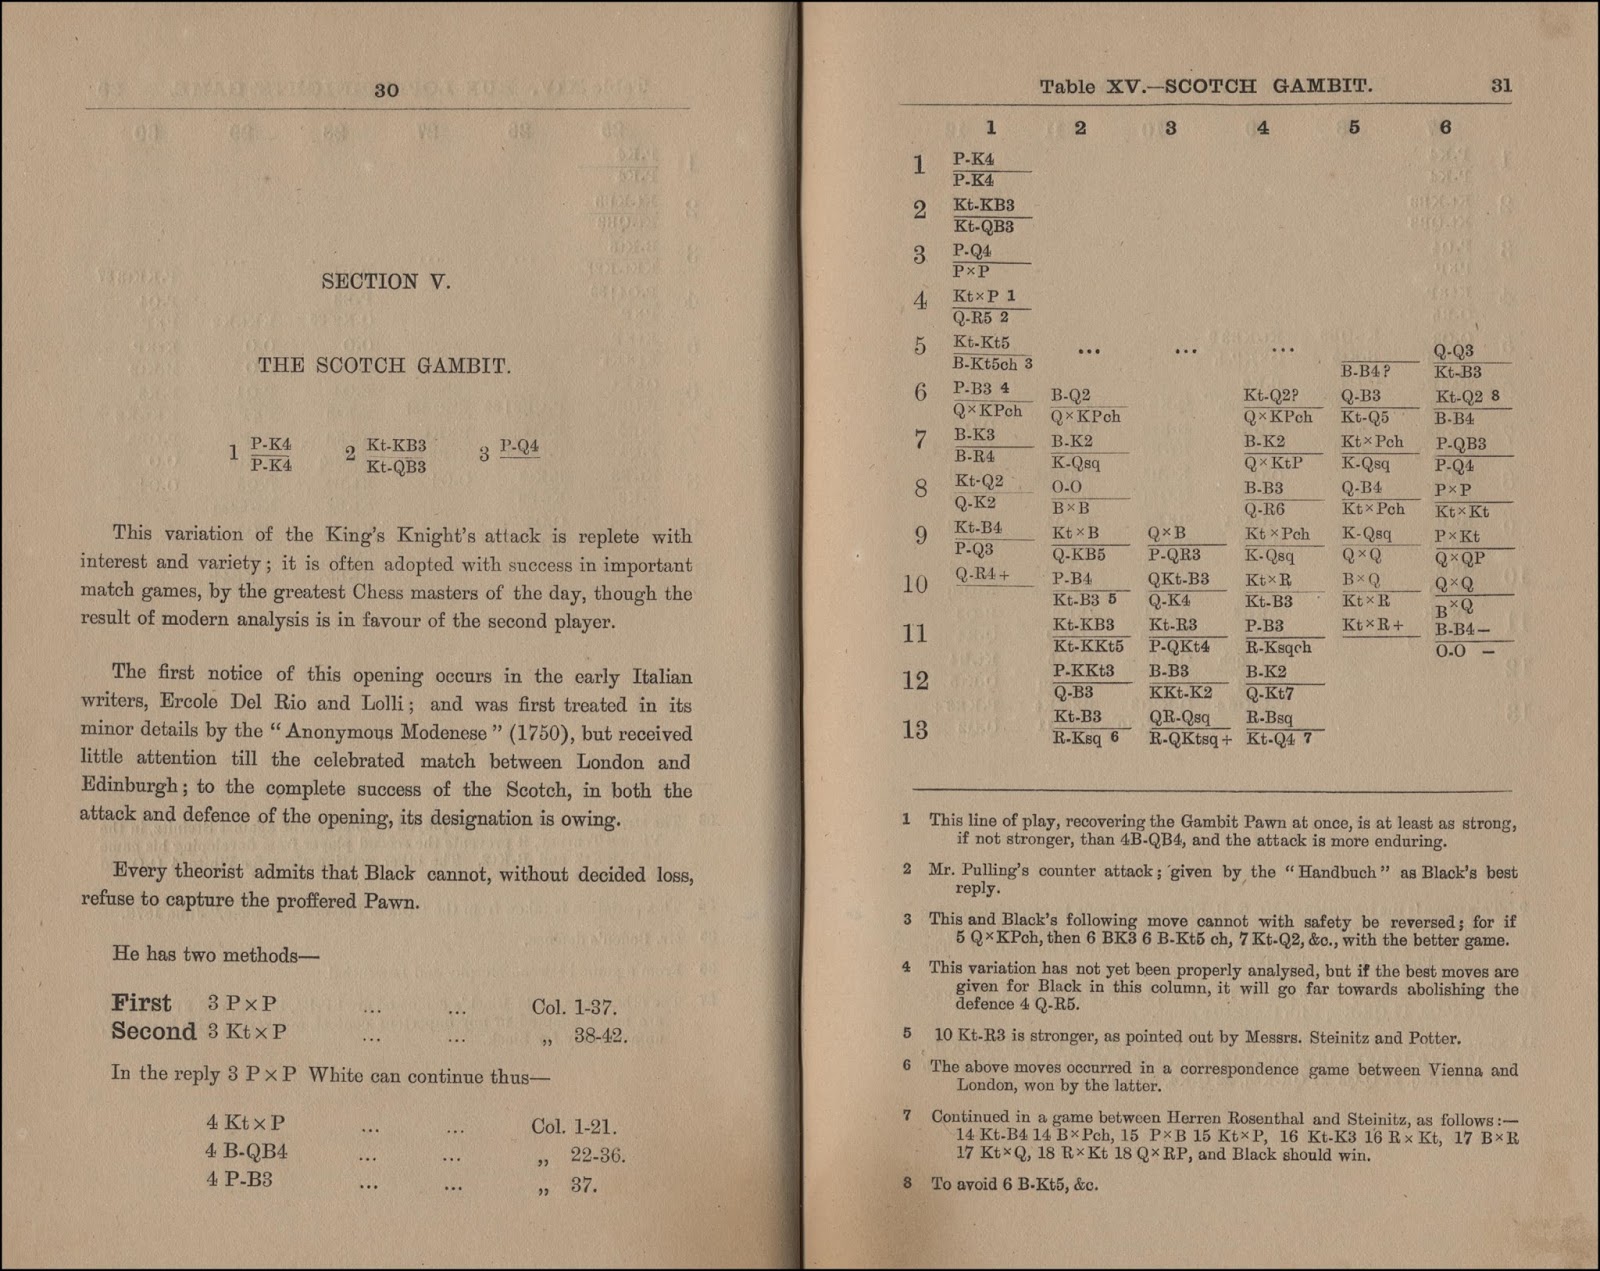 30
SECTION V.
THE SCOTCH GAMBIT.
1 P-K4 2 Kt-KB3 3 P-Q4
P-K4 Kt-QB3
This variation of the King's Knight's attack is replete with
interest and variety; it is often adopted with success in important
match games, by the greatest Chess masters of the day, though the
result of modern analysis is in favour of the second player.
The first notice of this opening occurs in the early Italian
writers, Ercole Del Rio and Lolli; and was first treated in its
minor details by the "Anonymous Modenese" (1750), but received
little attention till the celebrated match between London and
Edinburgh; to the complete success of the Scotch, in both the
attack and defence of the opening, its designation is owing.
Every theorist admits that Black cannot, without decided loss,
refuse to capture the proffered Pawn.
He has two methods—
First 3 P×P ... ... Col. 1-37.
Second 3 Kt×P ... ... „ 38-42.
In the reply 3 P×P White can continue thus—
4 Kt×P ... ... Col. 1-21.
4 B-QB4 ... ... „ 22-36.
4 P-B3 ... ... „ 37.
Table XV.—SCOTCH GAMBIT. 31
1 2 3 4 5 6
1 P-K4
P-K4
2 Kt-KB3
Kt-QB3
3 P-Q4
P×P
4 Kt×P 1
Q-R5 2
5 Kt-Kt5 ... ... ... Q-Q3
B-Kt5ch 3 B-B4? Kt-B3
6 P-B3 4 B-Q2 Kt-Q2? Q-B3 Kt-Q2 8
Q×KPch Q×KPch Q×KPch Kt-Q5 B-B4
7 B-K3 B-K2 B-K2 Kt×Pch P-QB3
B-R4 K-Qsq Q×KtP K-Qsq P-Q4
8 Kt-Q2 O-O B-B3 Q-B4 P×P
Q-K2 B×B Q-R6 Kt×Pch Kt×Kt
9 Kt-B4 Kt×B Q×B Kt×Pch K-Qsq P×Kt
P-Q3 Q-KB5 P-QR3 K-Qsq Q×Q Q×QP
10 Q-R4+ P-B4 QKt-B3 Kt×R B×Q Q×Q
Kt-B3 5 Q-K4 Kt-B3 Kt×R B×Q
11 Kt-KB3 Kt-R3 P-B3 Kt×R+ B-B4—
Kt-KKt5 P-QKt4 R-Ksqch O-O —
12 P-KKt3 B-B3 B-K2
Q-B3 KKt-K2 Q-Kt7
13 Kt-B3 QR-Qsq R-Bsq
R-Ksq 6 R-QKtsq+ Kt-Q4 7
1 This line of play, recovering the Gambit Pawn at once, is at least as strong,
if not stronger, than 4B-QB4, and the attack is more enduring.
2 Mr. Pulling's counter attack; given by the "Handbuch" as Black's best
reply.
3 This and Black's following move cannot with safety be reversed; for if
5 Q×KPch, then 6 BK3 6 B-Kt5 ch, 7 Kt-Q2, &c., with the better game.
4 This variation has not yet been properly analysed, but if the best moves are
given for Black in this column, it will go far towards abolishing the
defence 4 Q-R5.
5 10 Kt-R3 is stronger, as pointed out by Messrs. Steinitz and Potter.
6 The above moves occurred in a correspondence game between Vienna and
London, won by the latter.
7 Continued in a game between Herren Rosenthal and Steinitz, as follows:—
14 Kt-B4 14 B×Pch, 15 P×B 15 Kt×P, 16 Kt-K3 16 R×Kt, 17 B×R
17 Kt×Q, 18 R×Kt 18 Q×RP, and Black should win.
8 To avoid 6 B-Kt5, &c.